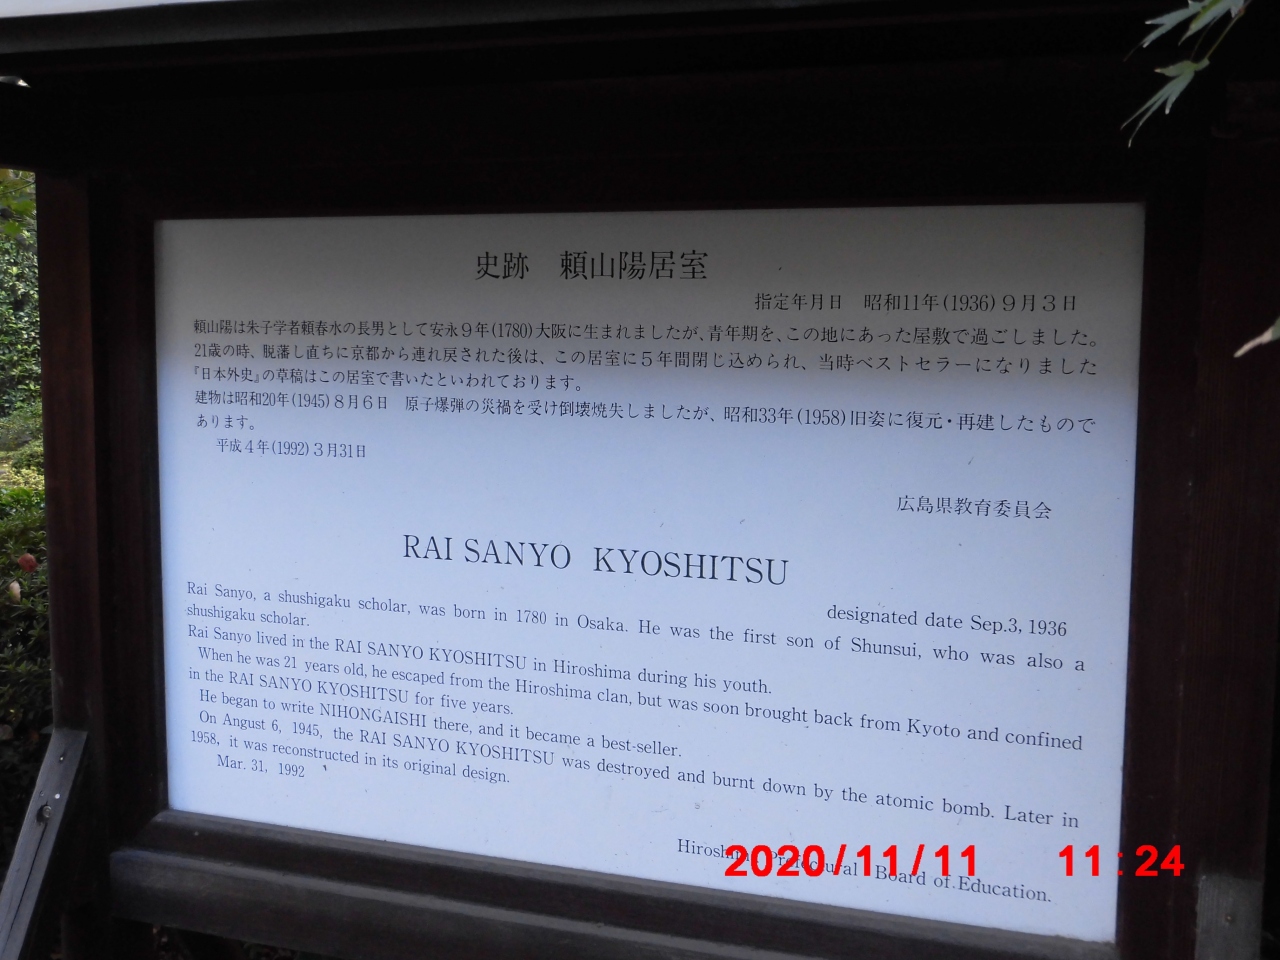 史跡　頼山陽居室
指定年月日　昭和11年(1936)９月３日
頼山陽は朱子学者頼春水の長男として安永９年(1780)大阪に生まれましたが、青年期を、この地にあった屋敷で過ごしました。
21歳の時、脱藩し直ちに京都から連れ戻された後は、この居室に５年間閉じ込められ、当時ベストセラーになりました
『日本外史』の草稿はこの居室で書いたといわれております。
建物は昭和20年(1945)８月６日　原子爆弾の災禍を受け倒壊焼失しましたが、昭和33年(1958)旧姿に復元・再建したもので
あります。
平成４年(1992)３月31日
広島県教育委員会
RAI SANYO KYOSHITSU
designated date Sep.3, 1936
Rai Sanyo, a shushigaku scholar, was born in 1780 in Osaka. He was the first son of Shunsui, who was also a
shushigaku scholar.
Rai Sanyo lived in the RAI SANYO KYOSHITSU in Hiroshima during his youth.
When he was 21 years old, he escaped from the Hiroshima clan, but was soon brought back from Kyoto and confined
in the RAI SANYO KYOSHITSU for five years.
He began to write NIHONGAISHI there, and it became a best-seller.
On Angust 6, 1945, the RAI SANYO KYOSHITSU was destroyed and burnt down by the atomic bomb. Later in
1958, it was reconstructed in its original design.
Mar. 31, 1992
Hiroshima Prefectural Board of Education.
2020/11/11 11:24